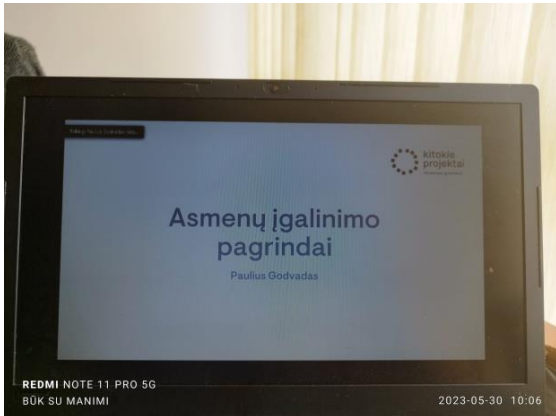 kitokie
projektai
Asmenų įgalinimo
pagrindai
Paulius Godvadas
REDMI NOTE 11 PRO 5G
BŪK SU MANIMI
2023-05-30 10:06